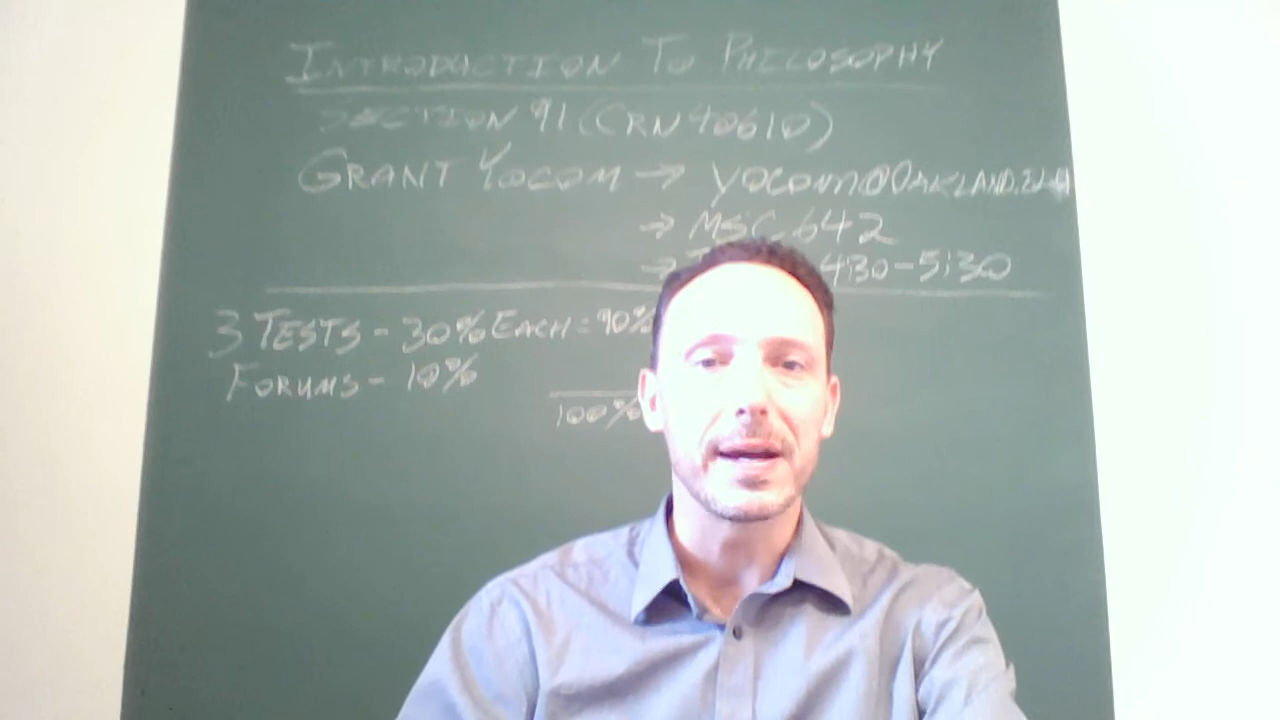 INTRODUCTION TO PHILOSOPHY
SECTION 91 (CRN 40610)
GRANT YOCOM → YOCOM@OAKLAND.EDU
→ MSC 642
→ 430-5:30
3 TESTS - 30% EACH = 90%
FORUMS - 10%
100%